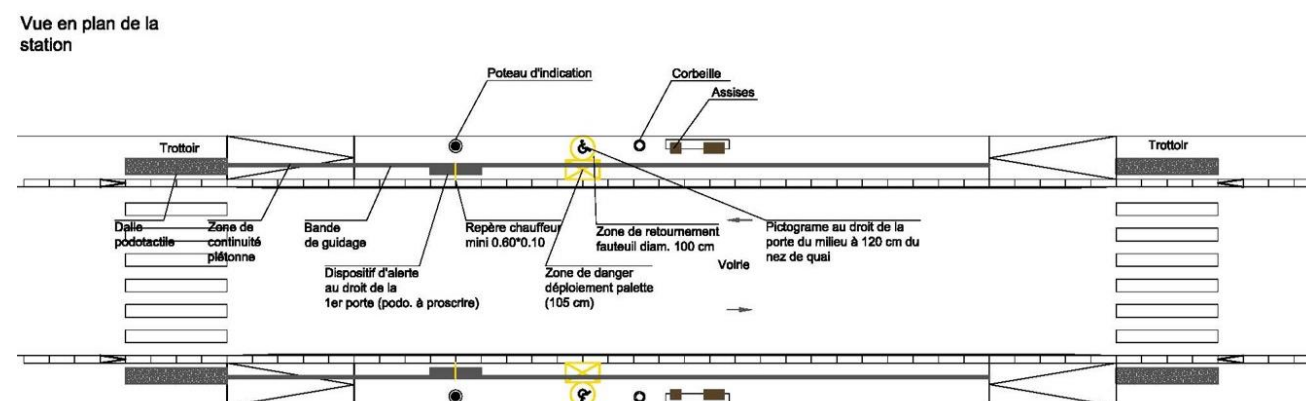 Vue en plan de la
station
Poteau d'indication
Corbeille
Assises
Trottoir
Trottoir
Dalle
podotactile
Zone de
continuité
piétonne
Bande
de guidage
Repère chauffeur
mini 0.60*0.10
Zone de retournement
fauteuil diam. 100 cm
Pictograme au droit de la
porte du milieu à 120 cm du
nez de quai
Dispositif d'alerte
au droit de la
1er porte (podo. à proscrire)
Zone de danger
déploiement palette
(105 cm)
Voirie